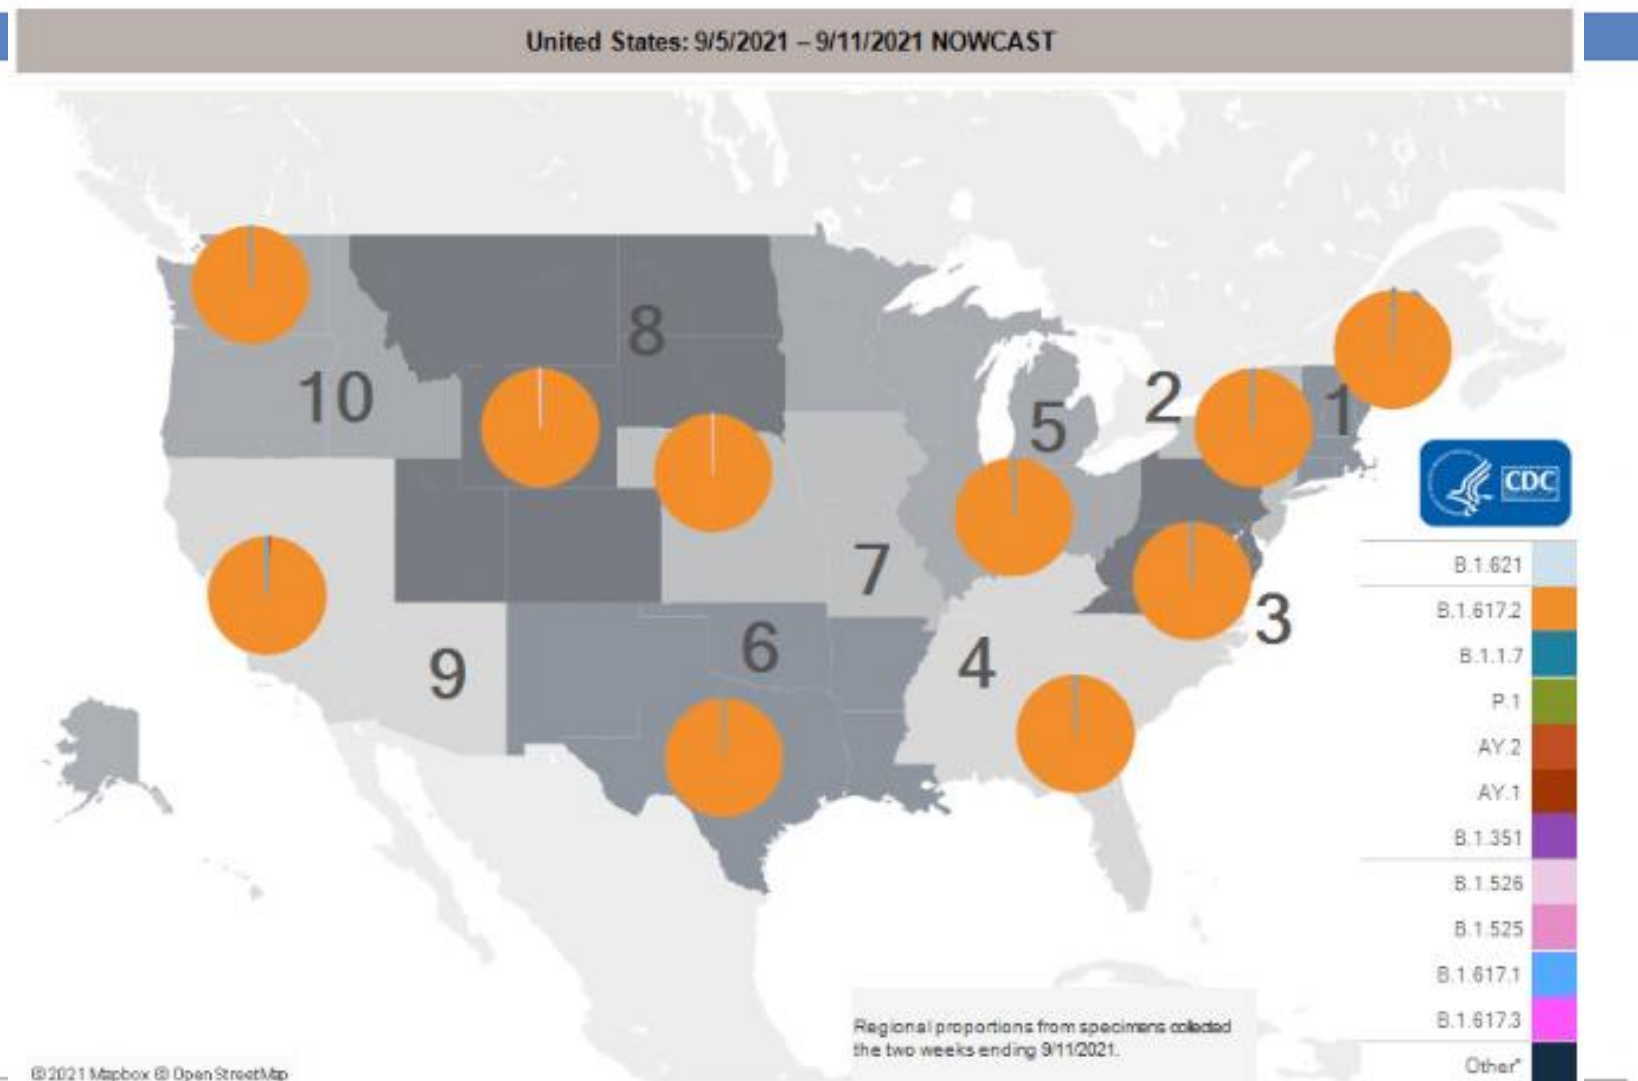 United States: 9/5/2021 – 9/11/2021 NOWCAST
8
10
2
1
5
CDC
7
3
6
4
9
B.1.621
B.1.617.2
B.1.1.7
P.1
AY.2
AY.1
B.1.351
B.1.526
B.1.525
B.1.617.1
B.1.617.3
Other*
Regional proportions from specimens collected
the two weeks ending 9/11/2021.
© 2021 Mapbox © OpenStreetMap